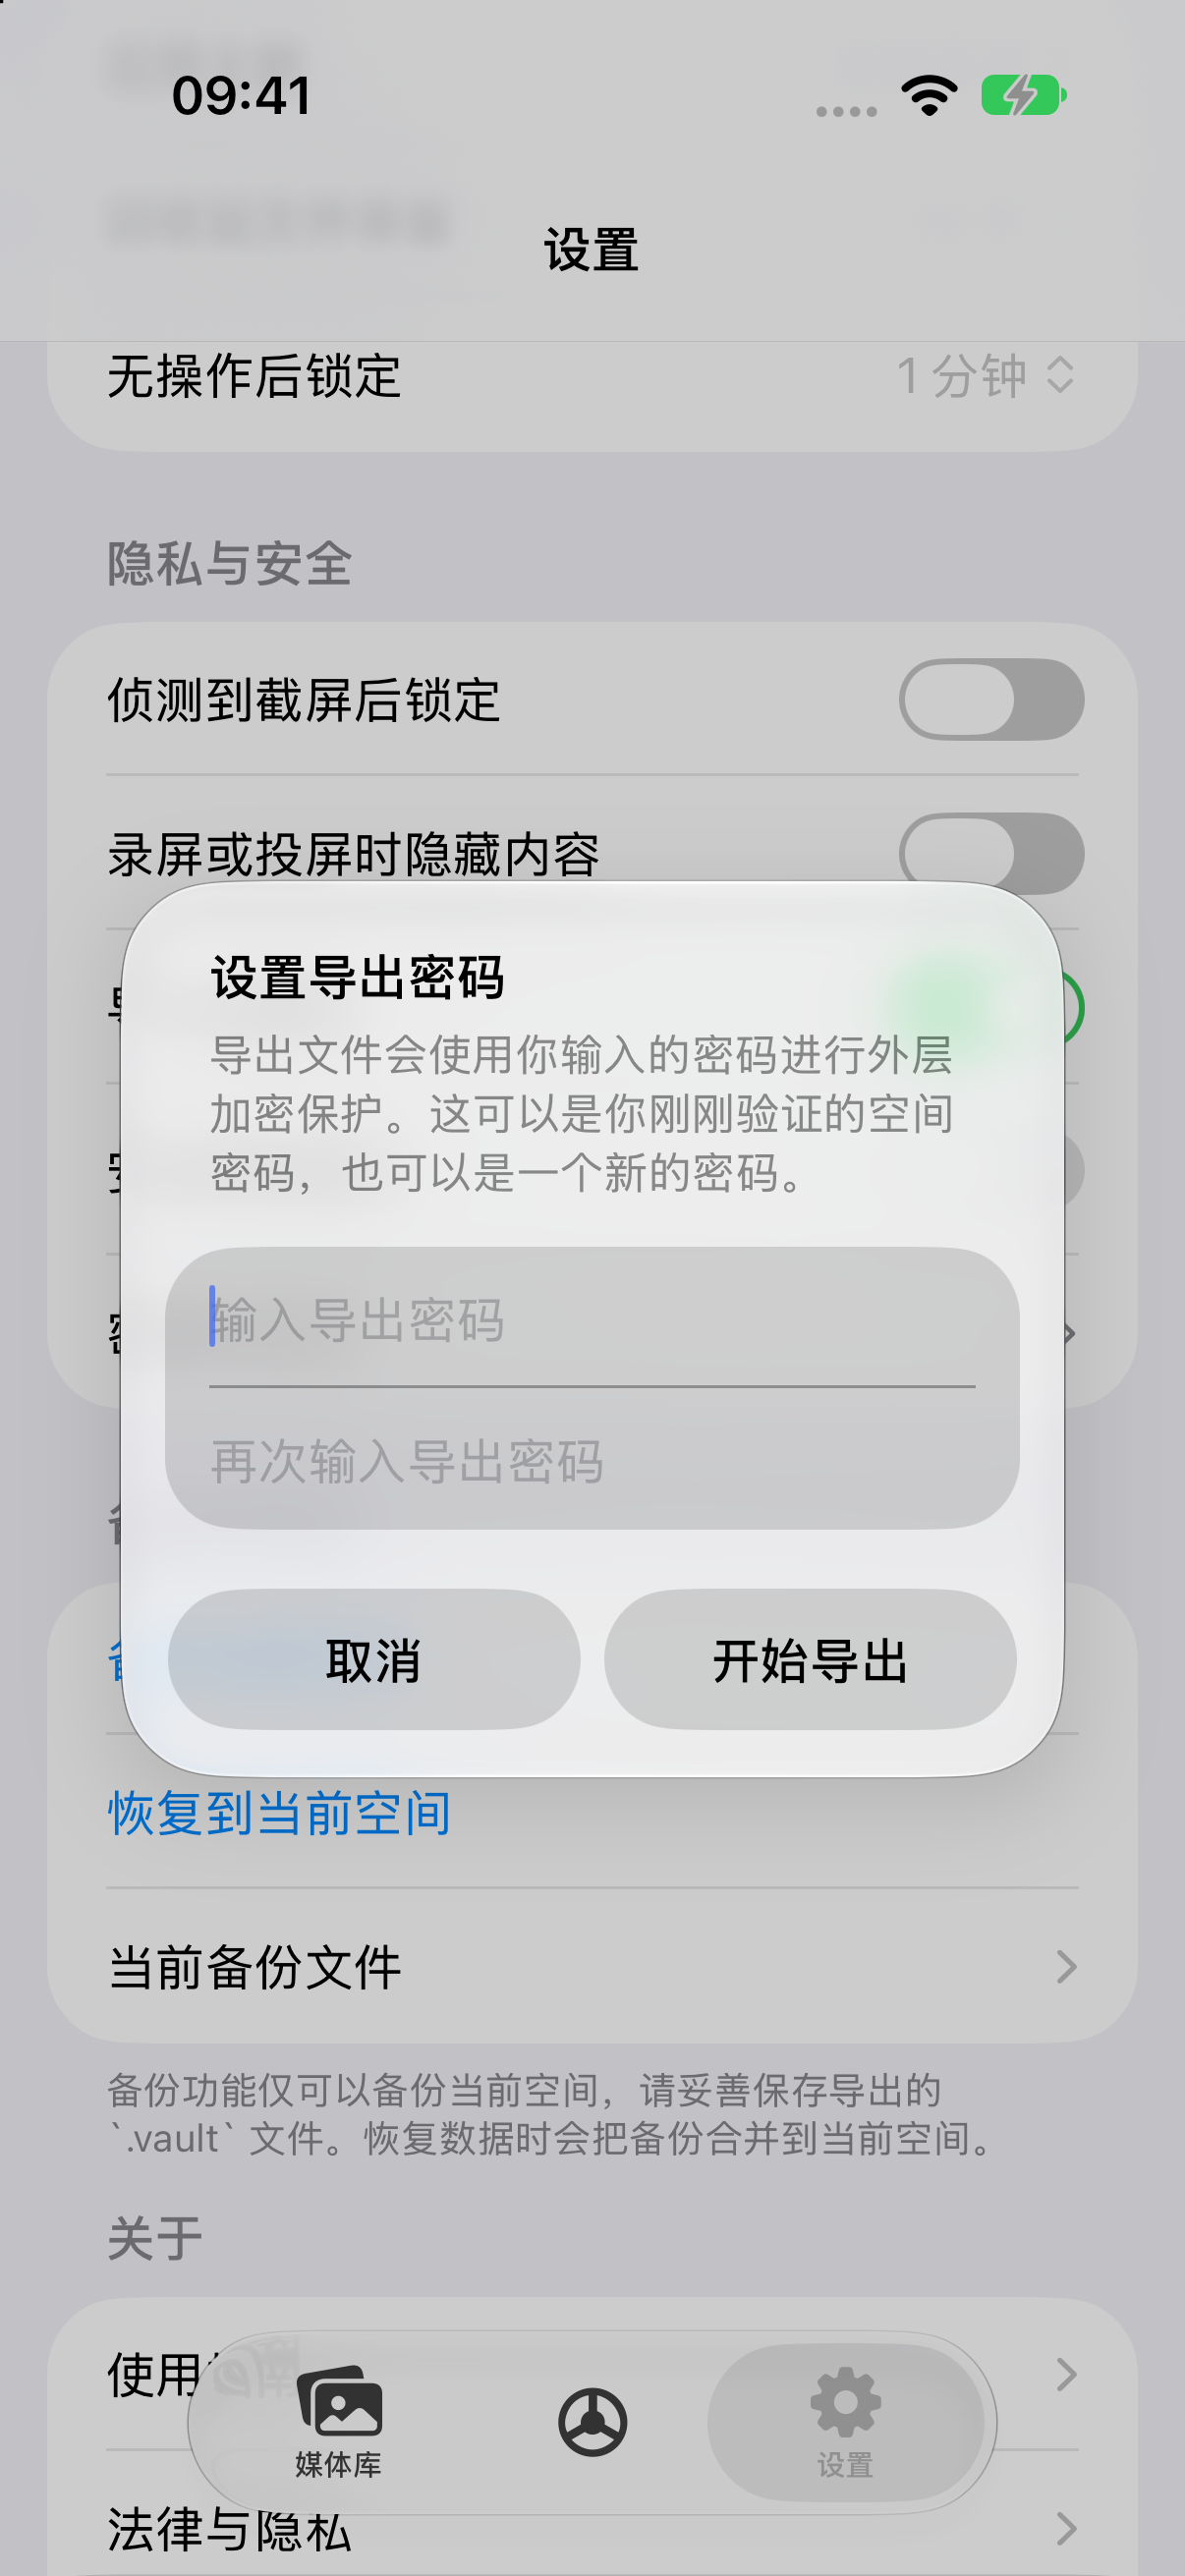 09:41
设置
无操作后锁定
1 分钟
隐私与安全
侦测到截屏后锁定
录屏或投屏时隐藏内容
设置导出密码
导出文件会使用你输入的密码进行外层
加密保护。这可以是你刚刚验证的空间
密码，也可以是一个新的密码。
输入导出密码
再次输入导出密码
取消
开始导出
恢复到当前空间
当前备份文件
备份功能仅可以备份当前空间，请妥善保存导出的
`.vault` 文件。恢复数据时会把备份合并到当前空间。
关于
使用
媒体库
设置
法律与隐私